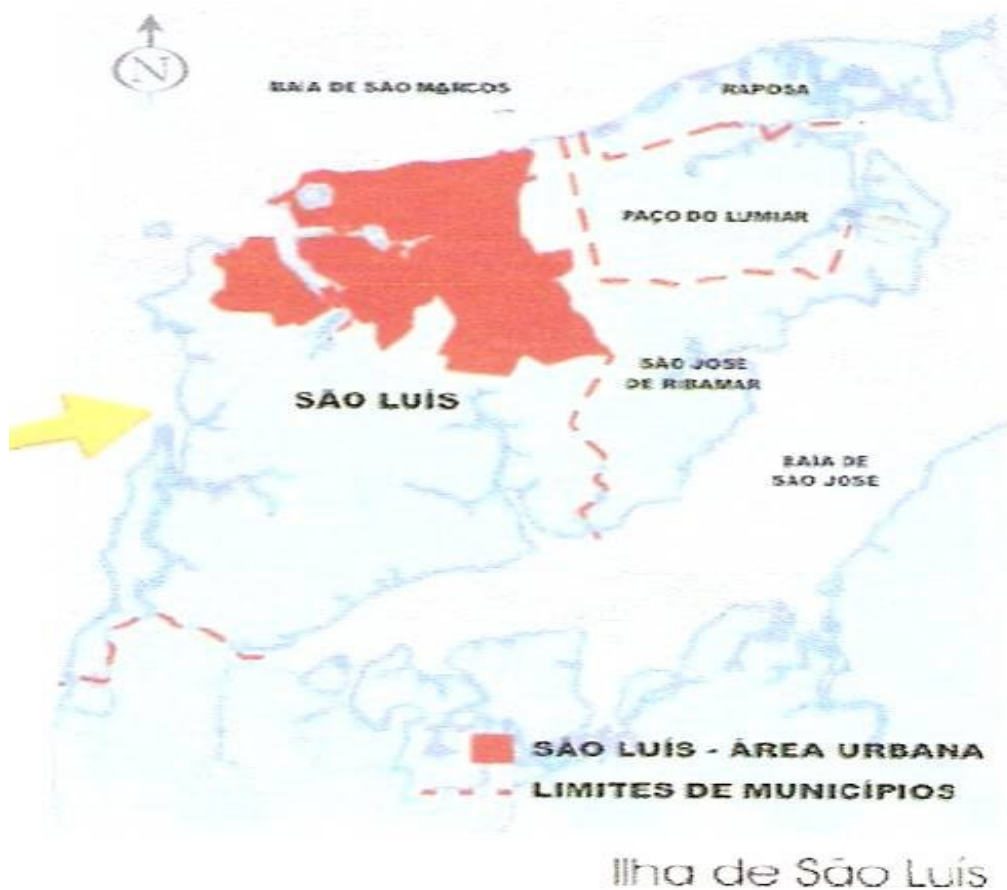 N
BAIA DE SÃO MARCOS
RAPOSA
PAÇO DO LUMIAR
SÃO JOSE
DE RIBAMAR
SÃO LUÍS
BAIA DE
SÃO JOSE
SÃO LUÍS - ÁREA URBANA
LIMITES DE MUNICÍPIOS
Ilha de São Luís